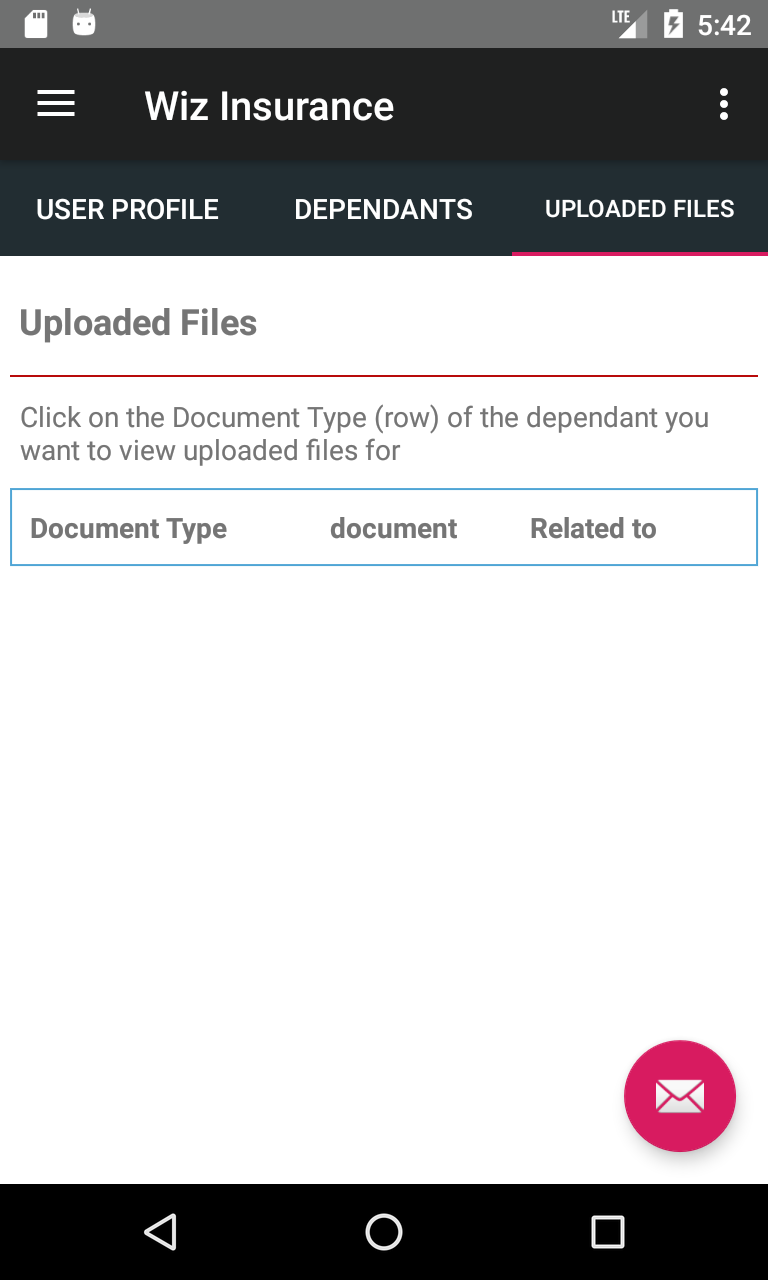 LTE 5:42
Wiz Insurance
USER PROFILE DEPENDANTS UPLOADED FILES
Uploaded Files
Click on the Document Type (row) of the dependant you
want to view uploaded files for
Document Type document Related to